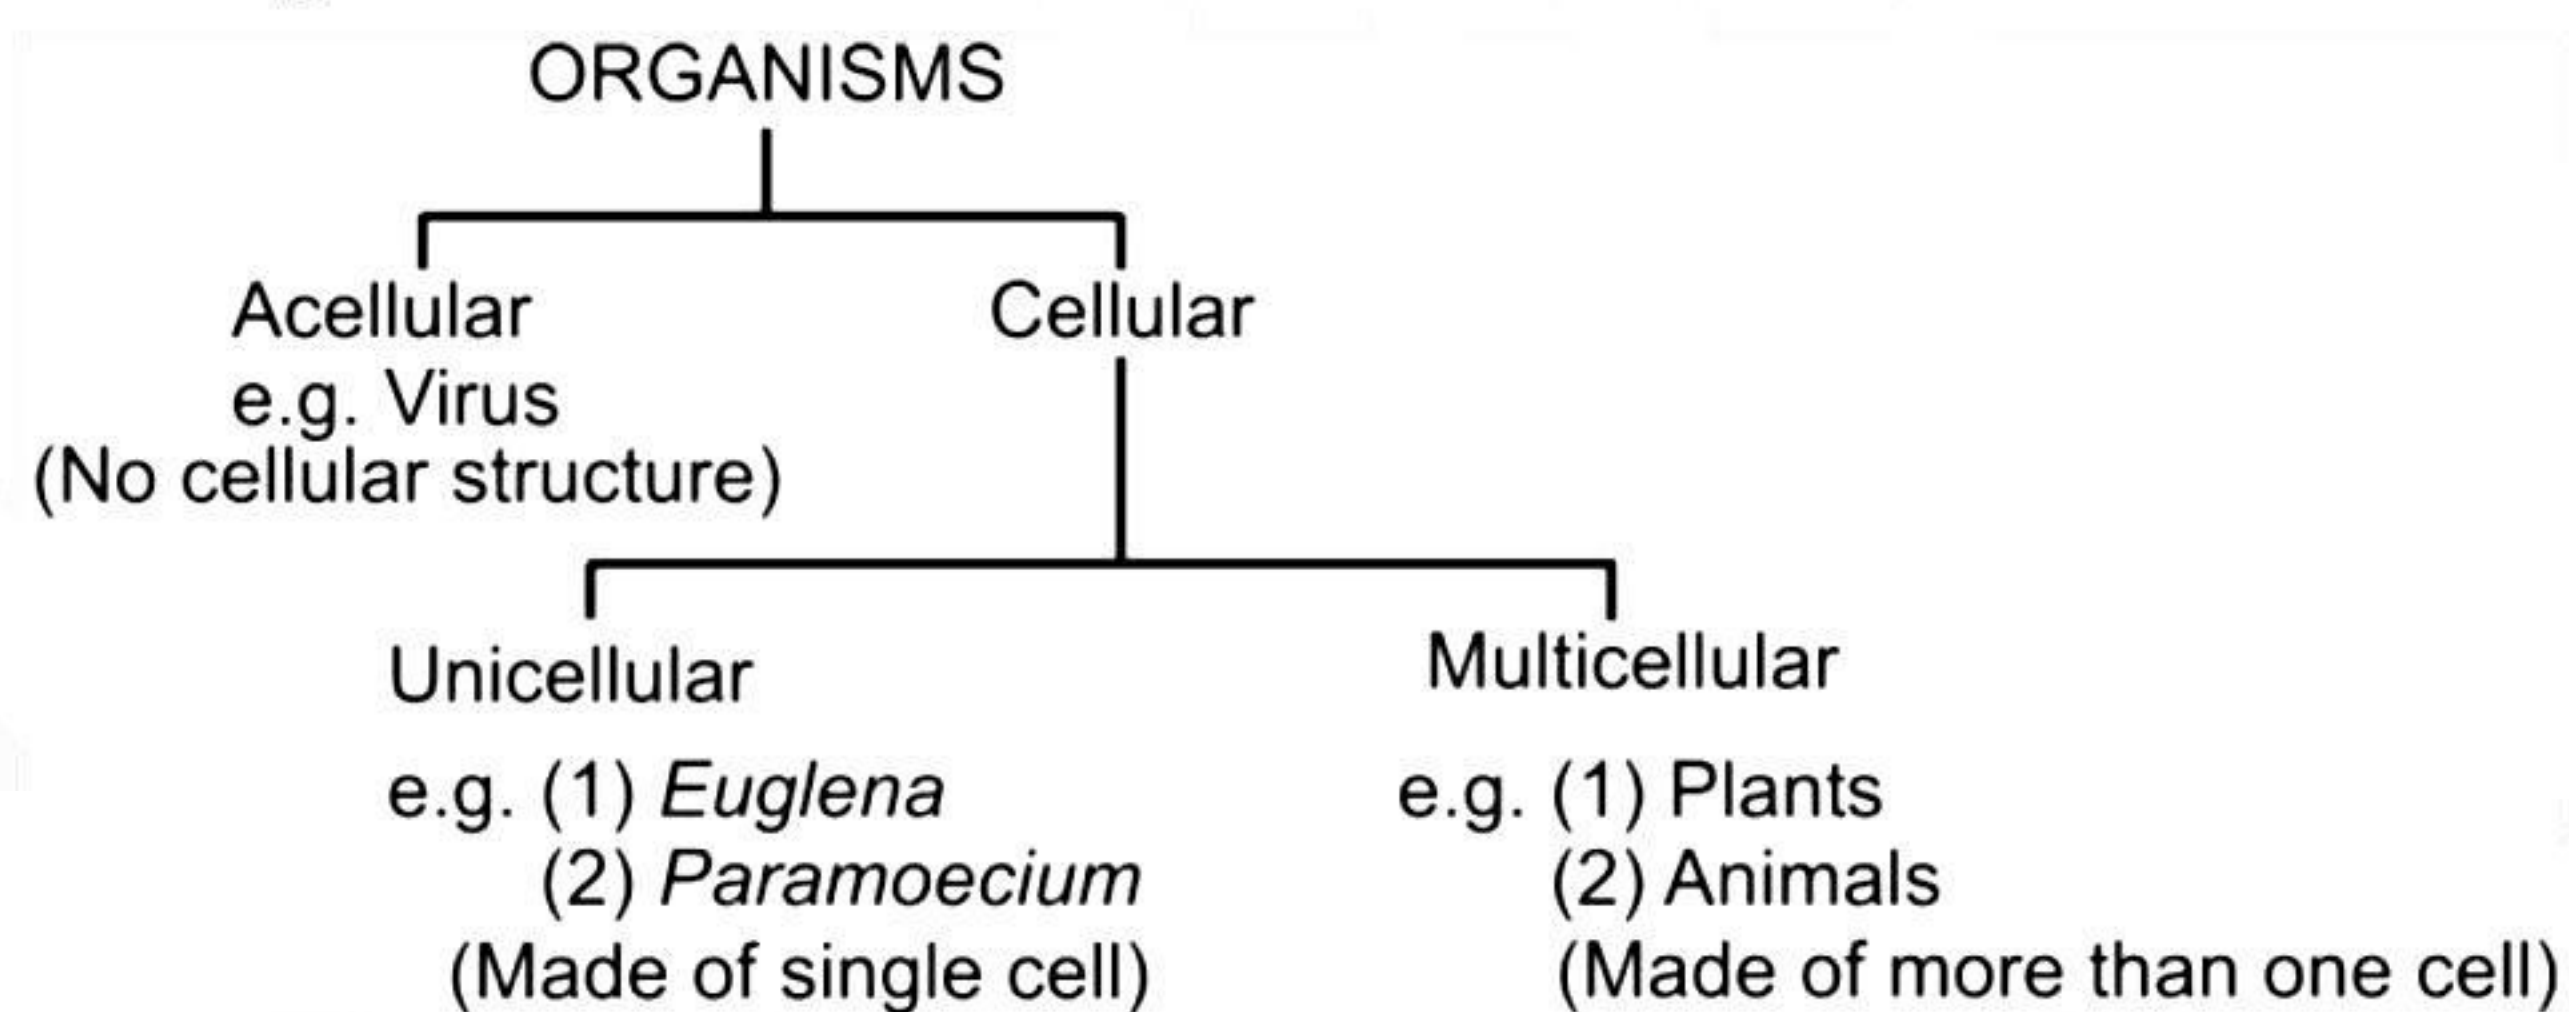 ORGANISMS
Acellular
e.g. Virus
(No cellular structure)
Cellular
Unicellular
e.g. (1) Euglena
(2) Paramoecium
(Made of single cell)
Multicellular
e.g. (1) Plants
(2) Animals
(Made of more than one cell)